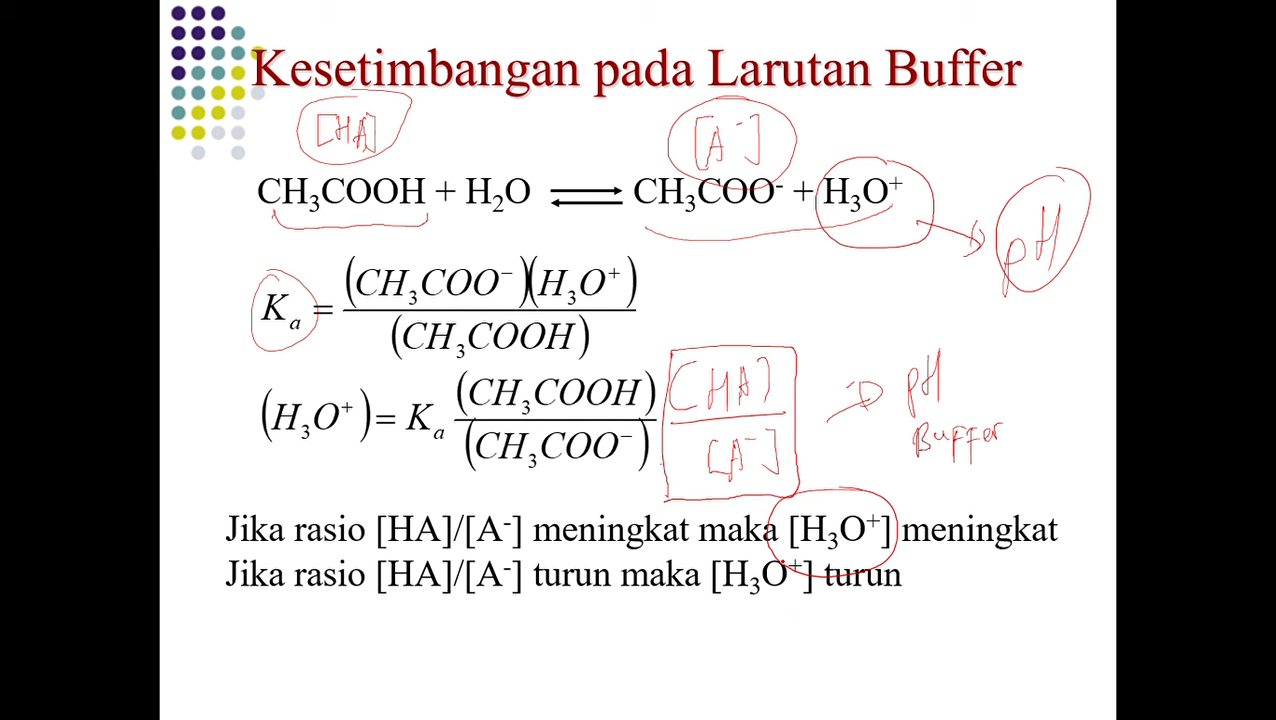 Kesetimbangan pada Larutan Buffer
[HA]
[A⁻]
CH₃COOH + H₂O ⇌ CH₃COO⁻ + H₃O⁺
pH
Kₐ = (CH₃COO⁻)(H₃O⁺) / (CH₃COOH)
(H₃O⁺) = Kₐ (CH₃COOH) / (CH₃COO⁻) [HA] / [A⁻] → pH
Buffer
Jika rasio [HA]/[A⁻] meningkat maka [H₃O⁺] meningkat
Jika rasio [HA]/[A⁻] turun maka [H₃O⁺] turun